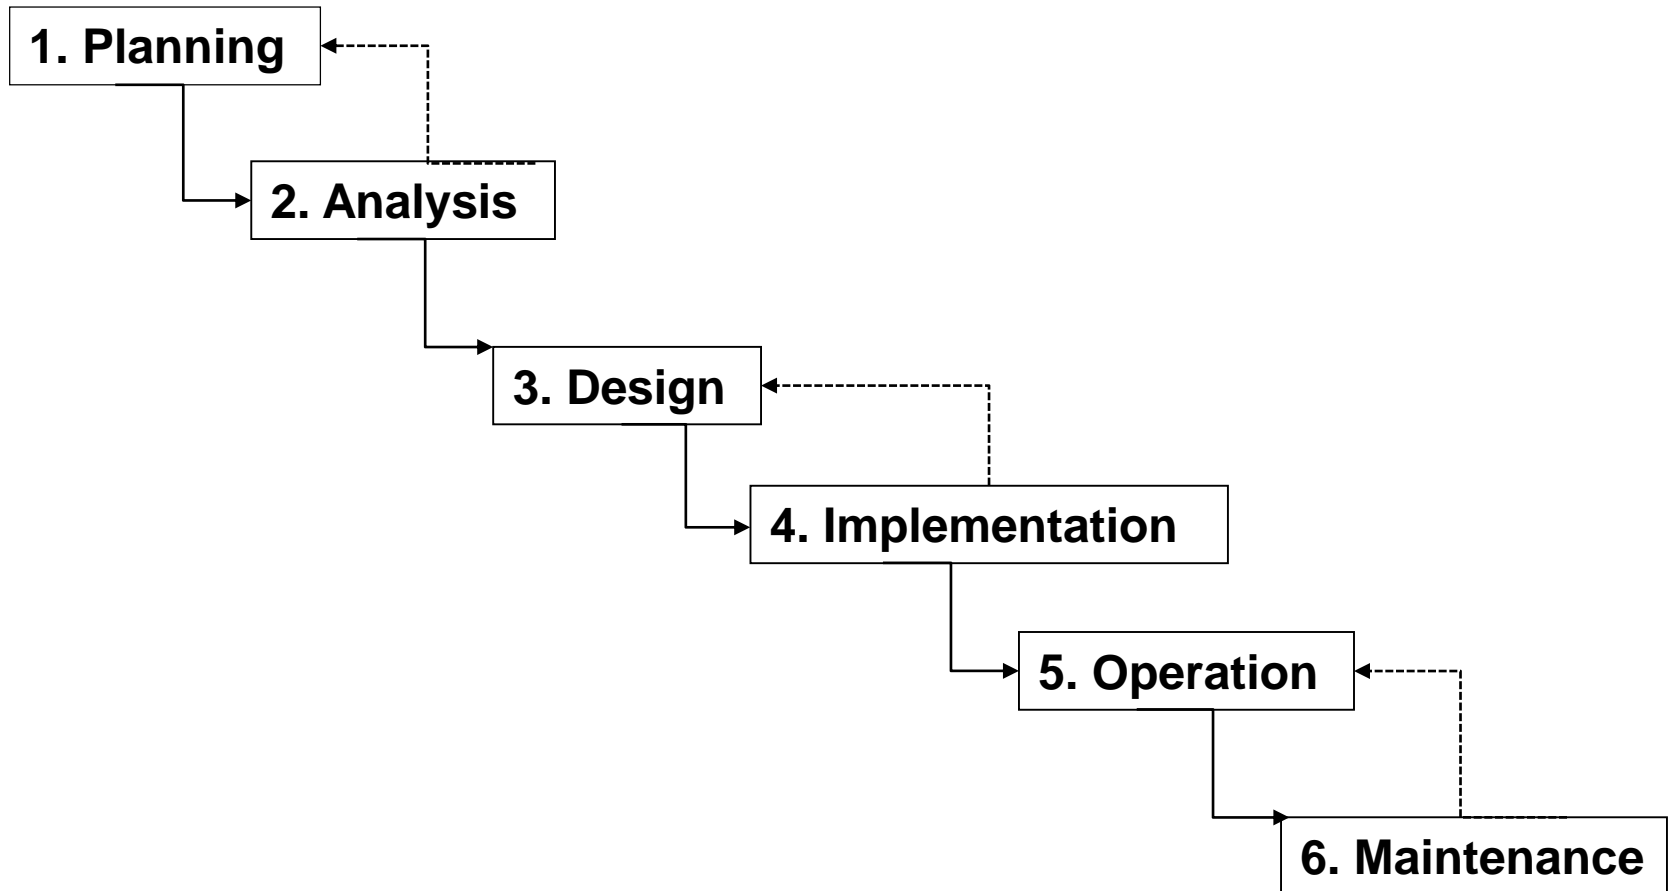 1. Planning
2. Analysis
3. Design
4. Implementation
5. Operation
6. Maintenance